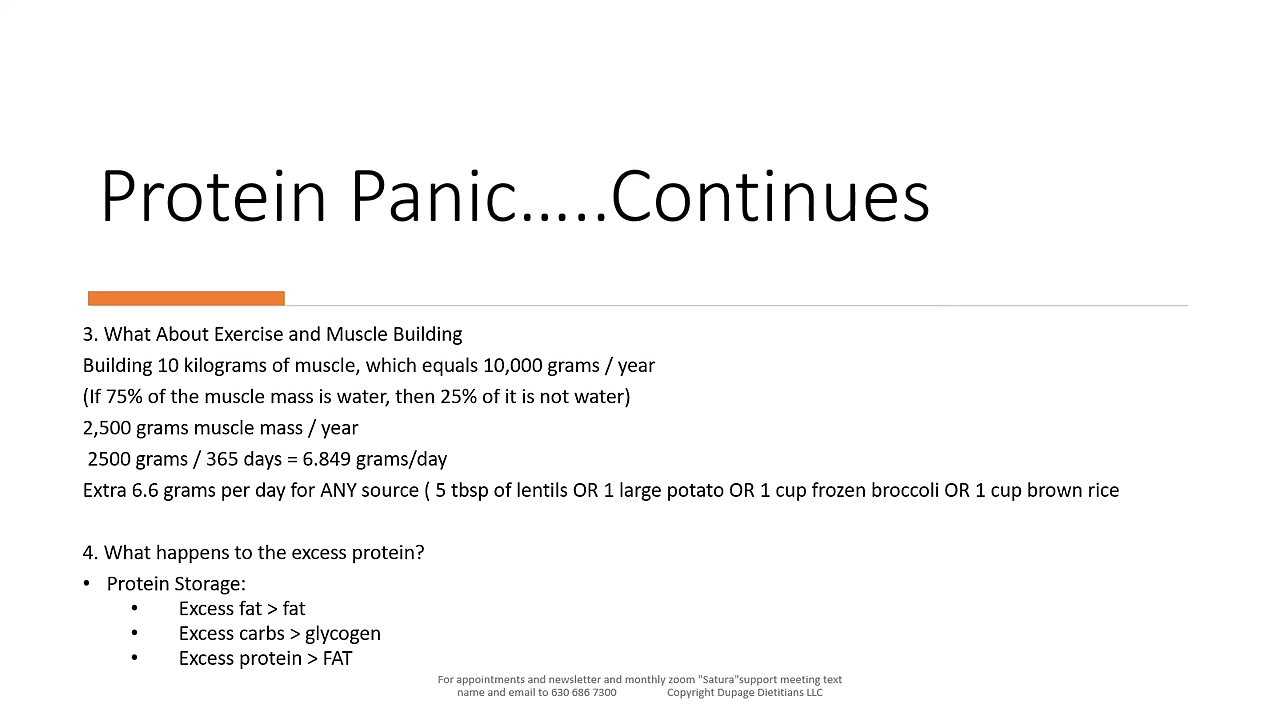 Protein Panic.....Continues
3. What About Exercise and Muscle Building
Building 10 kilograms of muscle, which equals 10,000 grams / year
(If 75% of the muscle mass is water, then 25% of it is not water)
2,500 grams muscle mass / year
2500 grams / 365 days = 6.849 grams/day
Extra 6.6 grams per day for ANY source ( 5 tbsp of lentils OR 1 large potato OR 1 cup frozen broccoli OR 1 cup brown rice
4. What happens to the excess protein?
• Protein Storage:
• Excess fat > fat
• Excess carbs > glycogen
• Excess protein > FAT
For appointments and newsletter and monthly zoom "Satura"support meeting text
name and email to 630 686 7300 Copyright Dupage Dietitians LLC